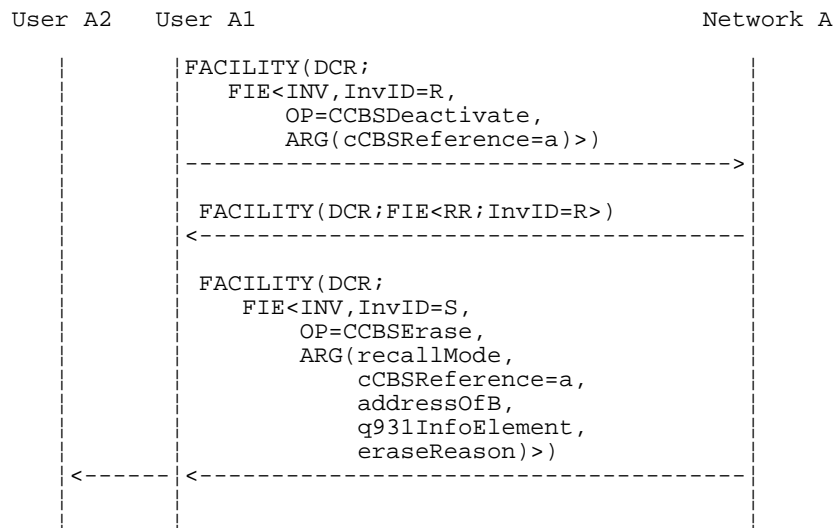 User A2 User A1 Network A
FACILITY(DCR;
FIE<INV,InvID=R,
OP=CCBSDeactivate,
ARG(cCBSReference=a)>)
FACILITY(DCR;FIE<RR;InvID=R>)
FACILITY(DCR;
FIE<INV,InvID=S,
OP=CCBSErase,
ARG(recallMode,
cCBSReference=a,
addressOfB,
q931InfoElement,
eraseReason)>)